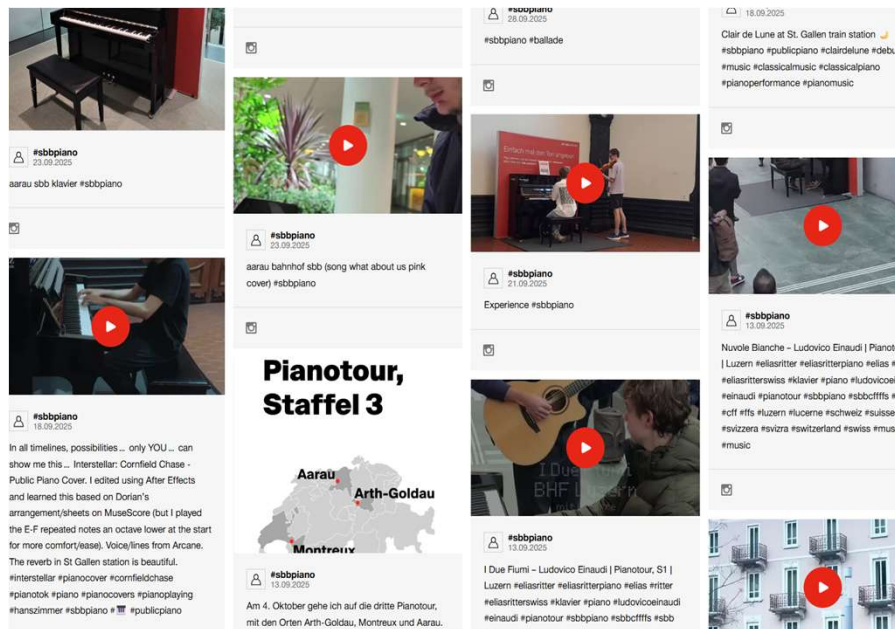 #sbbpiano
23.09.2025
aarau sbb klavier #sbbpiano
#sbbpiano
18.09.2025
In all timelines, possibilities ... only YOU ... can
show me this ... Interstellar: Cornfield Chase -
Public Piano Cover. I edited using After Effects
and learned this based on Dorian's
arrangement/sheets on MuseScore (but I played
the E-F repeated notes an octave lower at the start
for more comfort/ease). Voice/lines from Arcane.
The reverb in St Gallen station is beautiful.
#interstellar #pianocover #cornfieldchase
#pianotok #piano #pianocovers #pianoplaying
#hanszimmer #sbbpiano #🎹 #publicpiano
#sbbpiano
23.09.2025
aarau bahnhof sbb (song what about us pink
cover) #sbbpiano
Pianotour,
Staffel 3
Aarau
Arth-Goldau
Montreux
#sbbpiano
13.09.2025
Am 4. Oktober gehe ich auf die dritte Pianotour,
mit den Orten Arth-Goldau, Montreux und Aarau.
#sbbpiano
28.09.2025
#sbbpiano #ballade
Einfach mal den Ton angeben.
#sbbpiano
21.09.2025
Experience #sbbpiano
I Due Fiumi
BHF Luzern
#sbbpiano
13.09.2025
I Due Fiumi – Ludovico Einaudi | Pianotour, S1 |
Luzern #eliasritter #eliasritterpiano #elias #ritter
#eliasritterswiss #klavier #piano #ludovicoeinaudi
#einaudi #pianotour #sbbpiano #sbbcffffs #sbb
18.09.2025
Clair de Lune at St. Gallen train station 🌙
#sbbpiano #publicpiano #clairdelune #debu
#music #classicalmusic #classicalpiano
#pianoperformance #pianomusic
#sbbpiano
13.09.2025
Nuvole Bianche – Ludovico Einaudi | Pianoto
| Luzern #eliasritter #eliasritterpiano #elias #
#eliasritterswiss #klavier #piano #ludovicoei
#einaudi #pianotour #sbbpiano #sbbcffffs #
#cff #ffs #luzern #lucerne #schweiz #suisse
#svizzera #svizra #switzerland #swiss #mus
#music